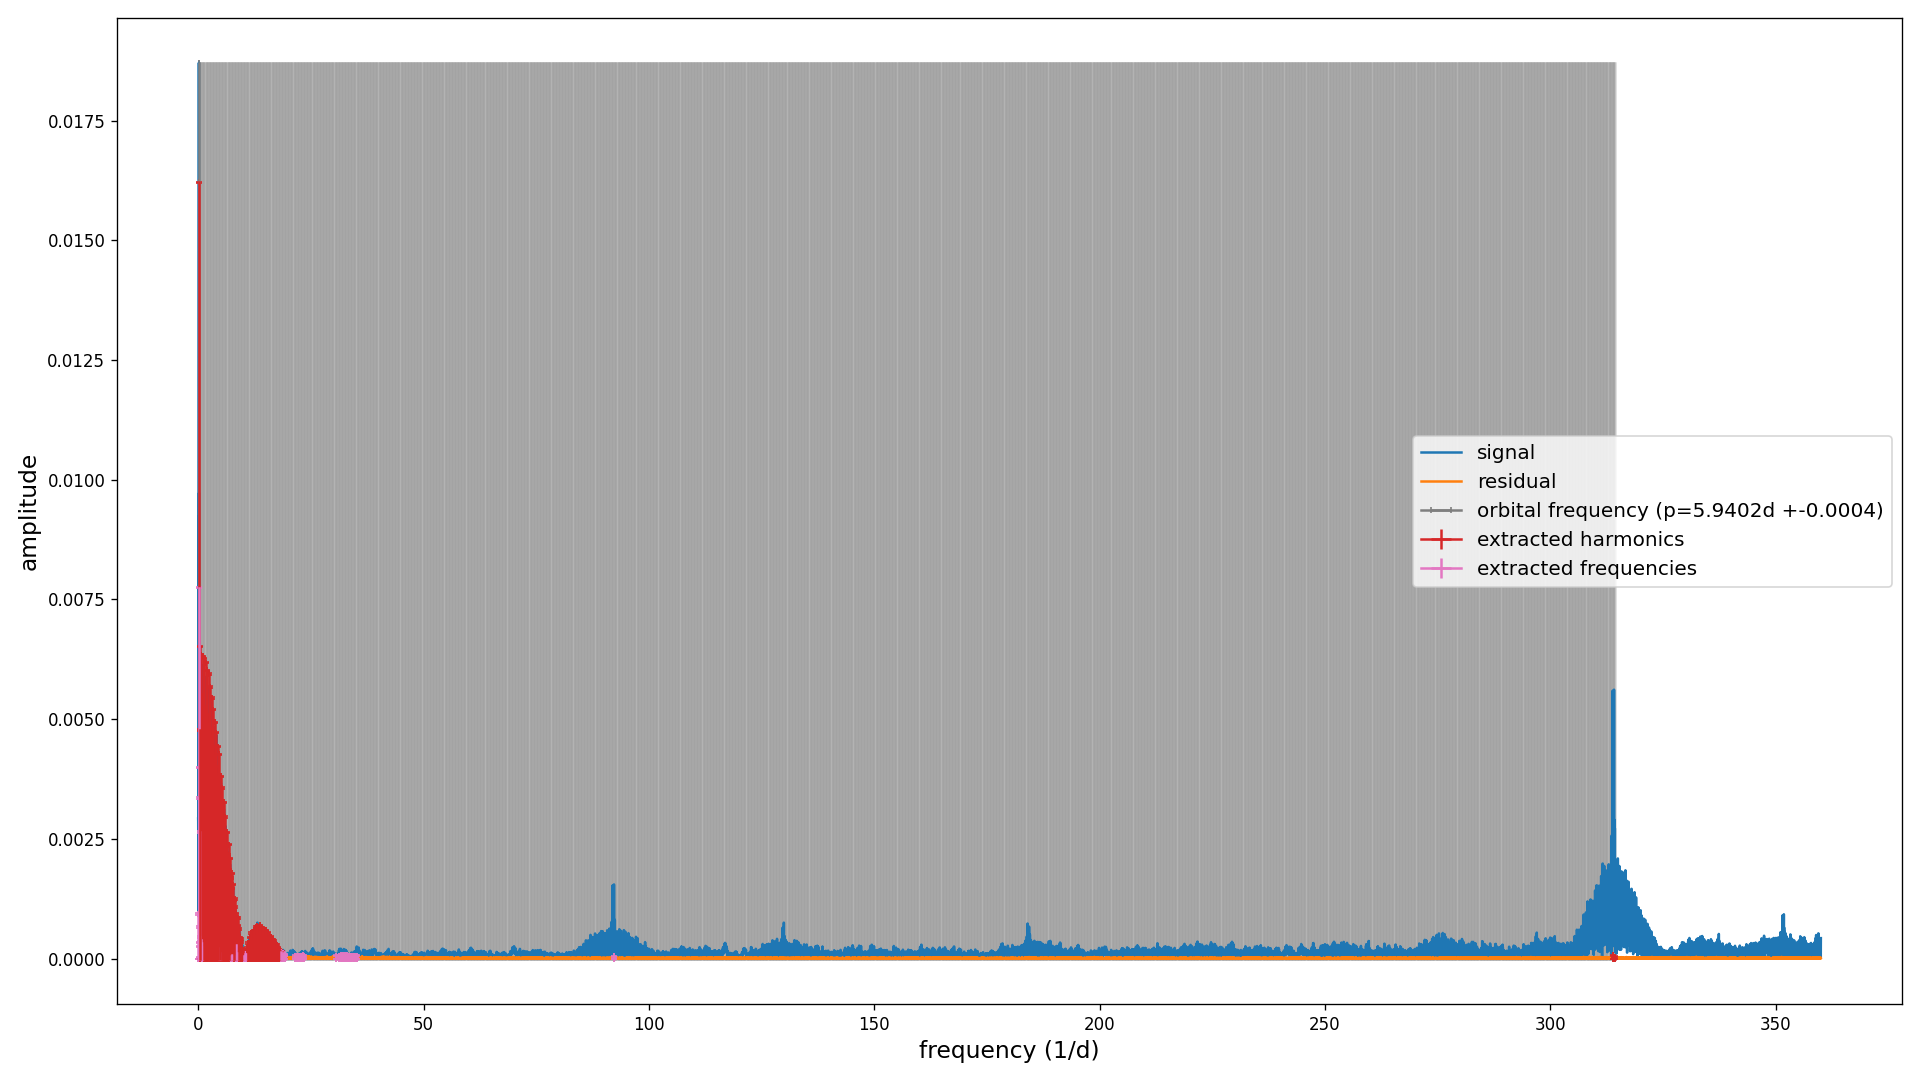 0.0175
0.0150
0.0125
0.0100
0.0075
0.0050
0.0025
0.0000
amplitude
signal
residual
orbital frequency (p=5.9402d +-0.0004)
extracted harmonics
extracted frequencies
0 50 100 150 200 250 300 350
frequency (1/d)